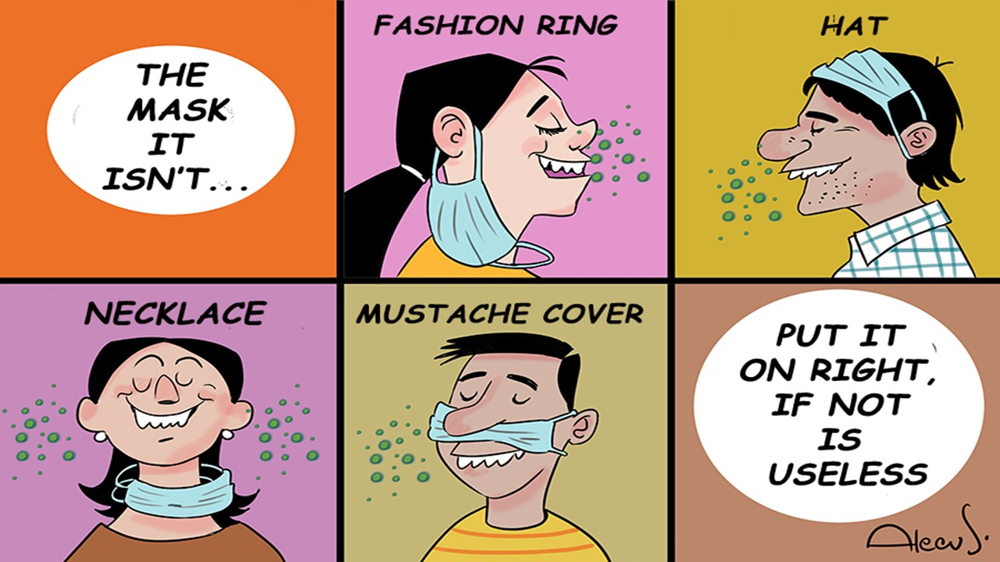 THE
MASK
IT
ISN'T...
FASHION RING
HAT
NECKLACE
MUSTACHE COVER
PUT IT
ON RIGHT,
IF NOT
IS
USELESS